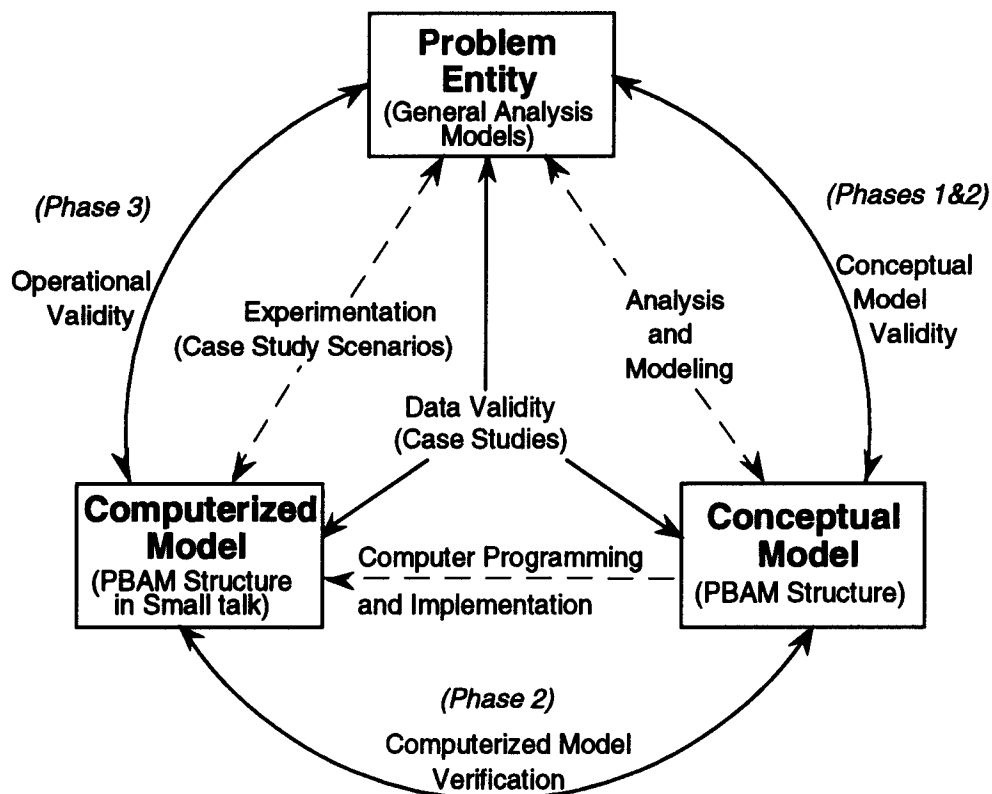 Problem
Entity
(General Analysis
Models)
(Phase 3)
(Phases 1&2)
Operational
Validity
Conceptual
Model
Validity
Experimentation
(Case Study Scenarios)
Analysis
and
Modeling
Data Validity
(Case Studies)
Computerized
Model
(PBAM Structure
in Small talk)
Computer Programming
and Implementation
Conceptual
Model
(PBAM Structure)
(Phase 2)
Computerized Model
Verification